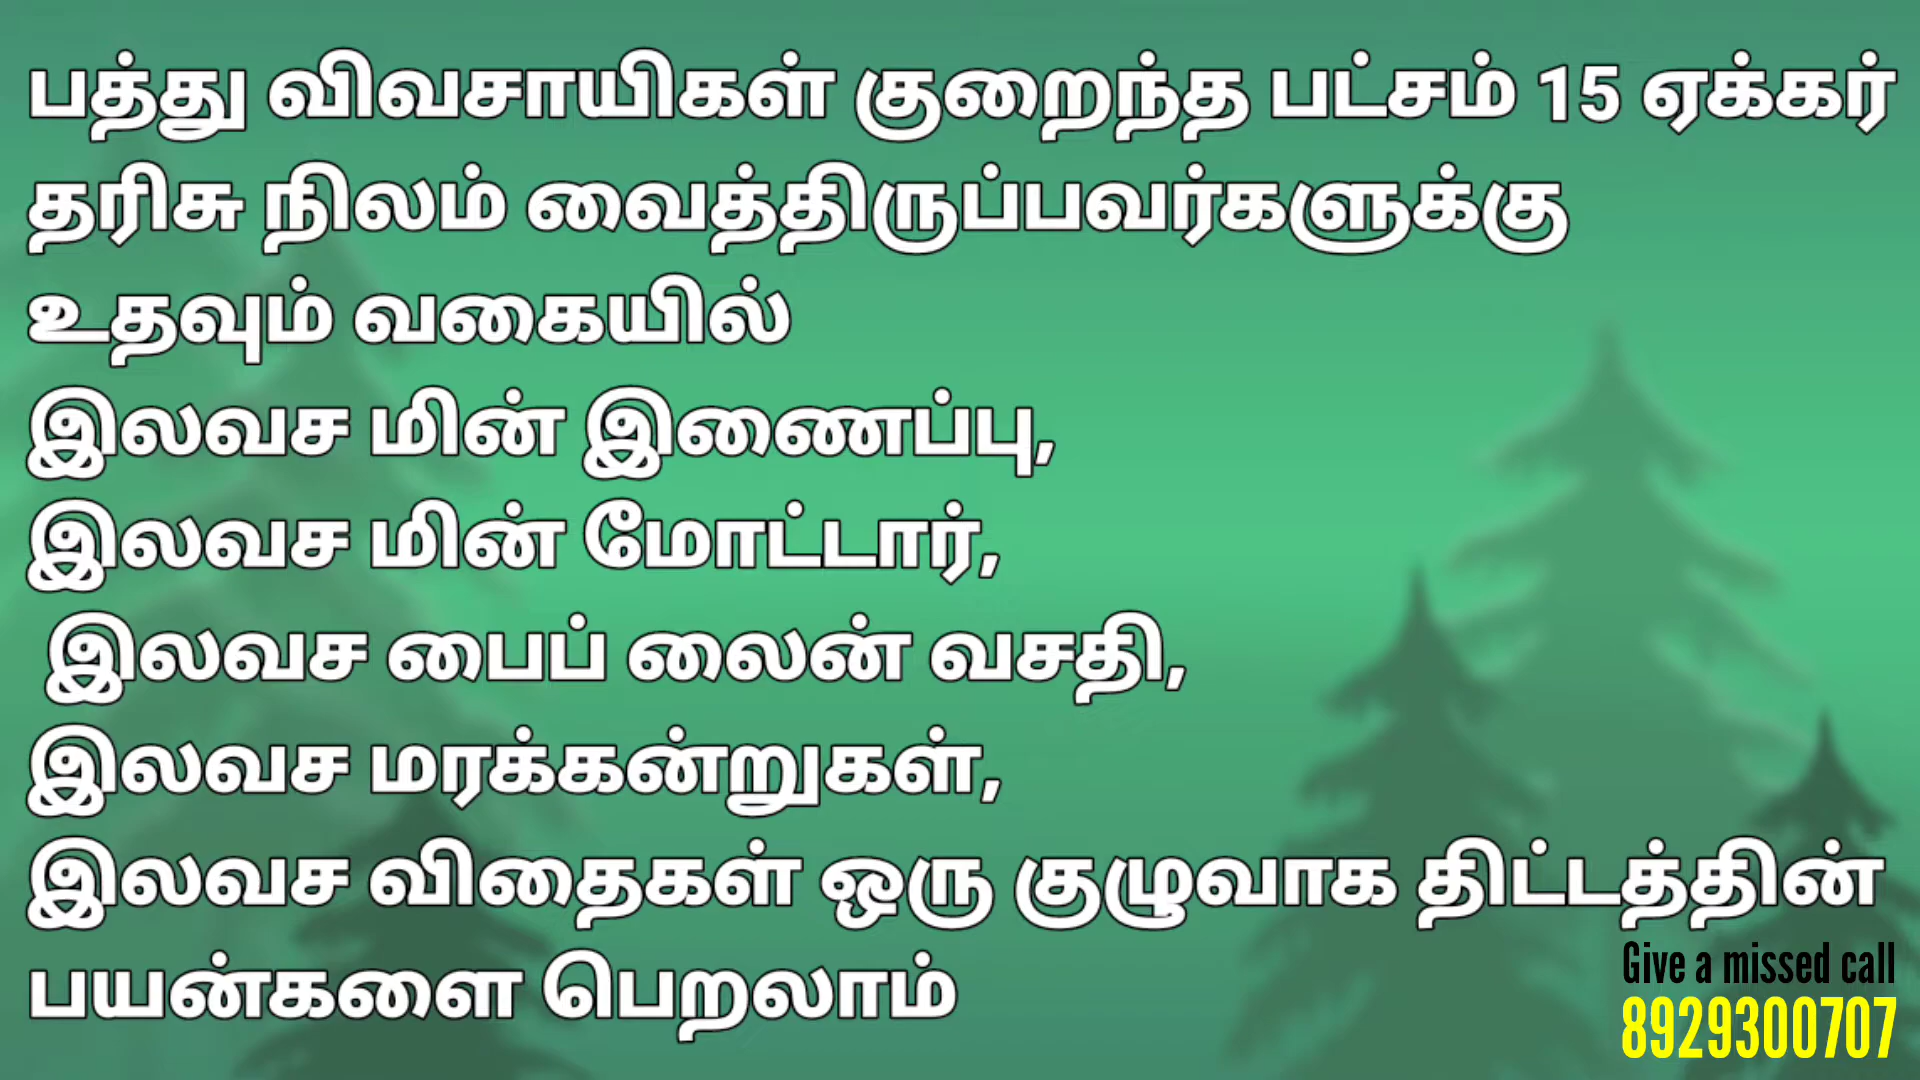 பத்து விவசாயிகள் குறைந்த பட்சம் 15 ஏக்கர்
தரிசு நிலம் வைத்திருப்பவர்களுக்கு
உதவும் வகையில்
இலவச மின் இணைப்பு,
இலவச மின் மோட்டார்,
இலவச பைப் லைன் வசதி,
இலவச மரக்கன்றுகள்,
இலவச விதைகள் ஒரு குழுவாக திட்டத்தின்
பயன்களை பெறலாம்
Give a missed call
8929300707